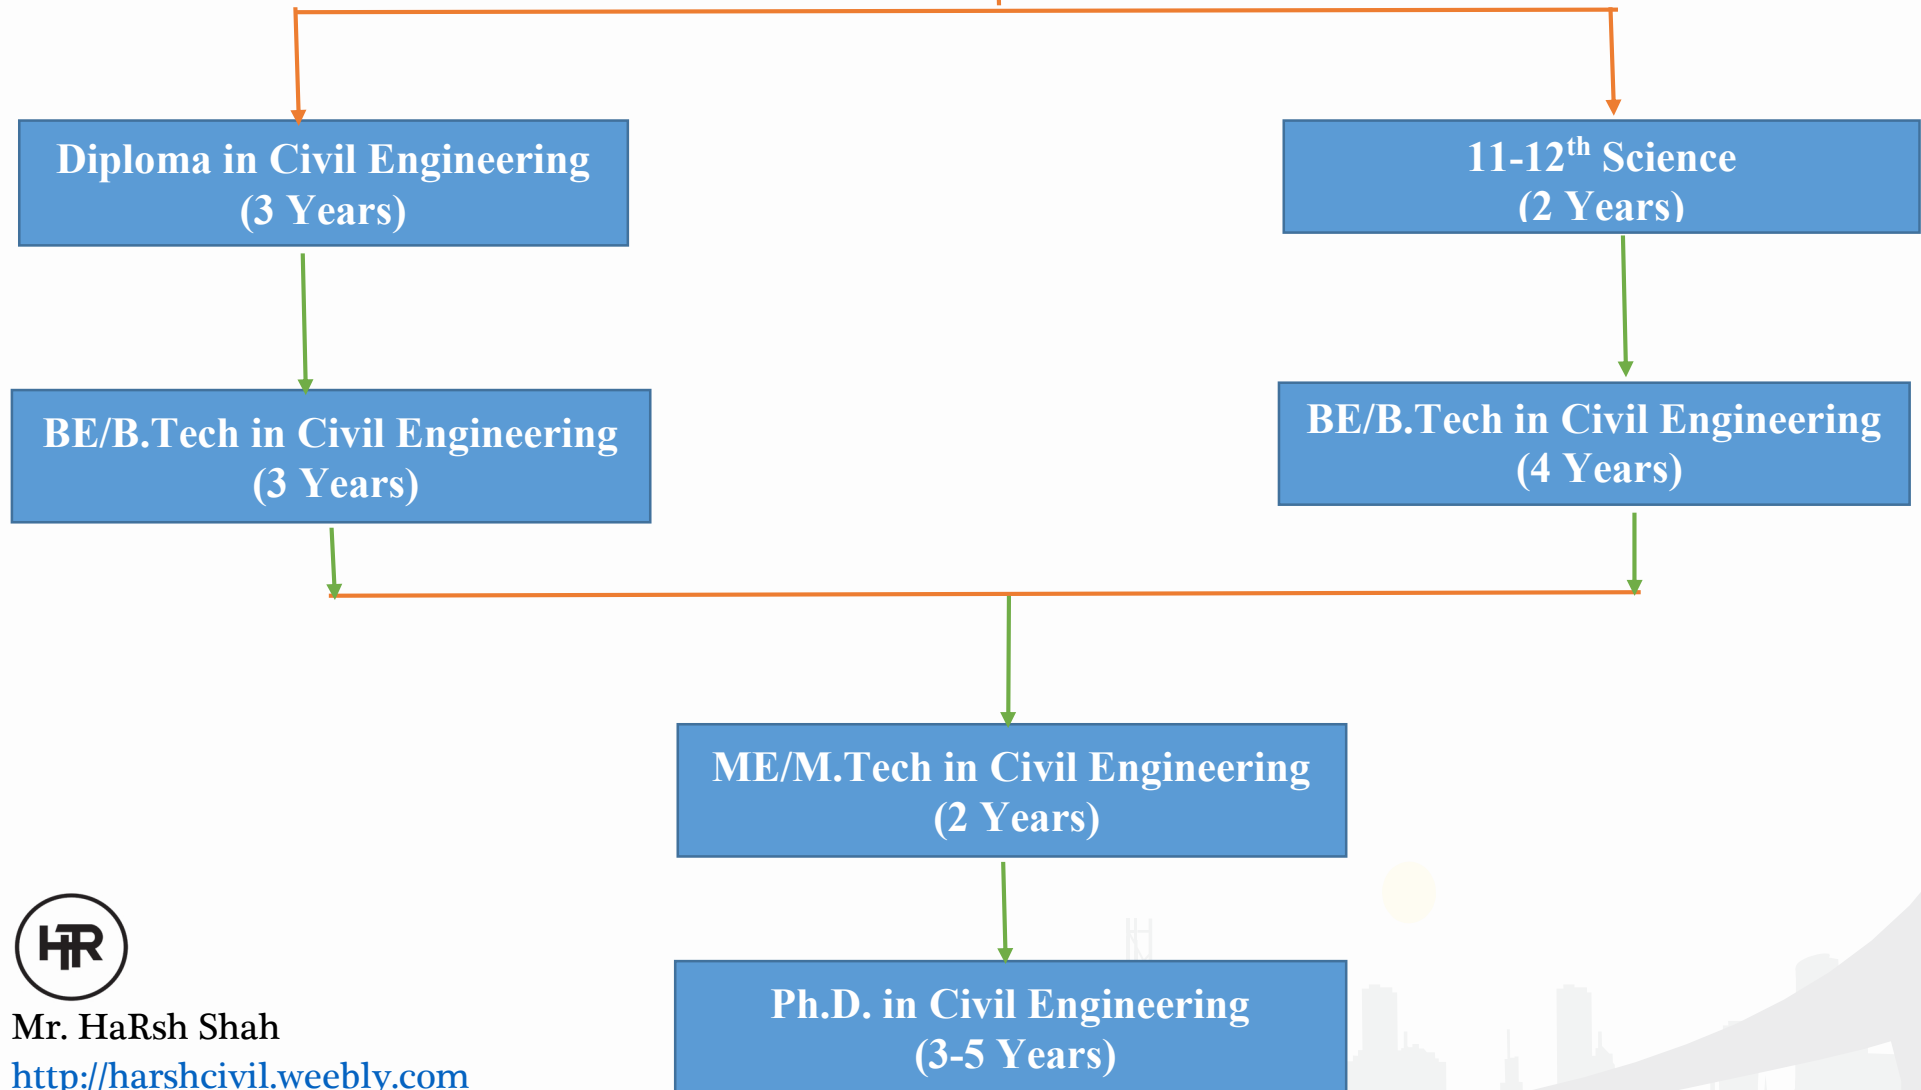 Diploma in Civil Engineering
(3 Years)
11-12th Science
(2 Years)
BE/B.Tech in Civil Engineering
(3 Years)
BE/B.Tech in Civil Engineering
(4 Years)
ME/M.Tech in Civil Engineering
(2 Years)
Ph.D. in Civil Engineering
(3-5 Years)
HTR
Mr. HaRsh Shah
http://harshcivil.weebly.com